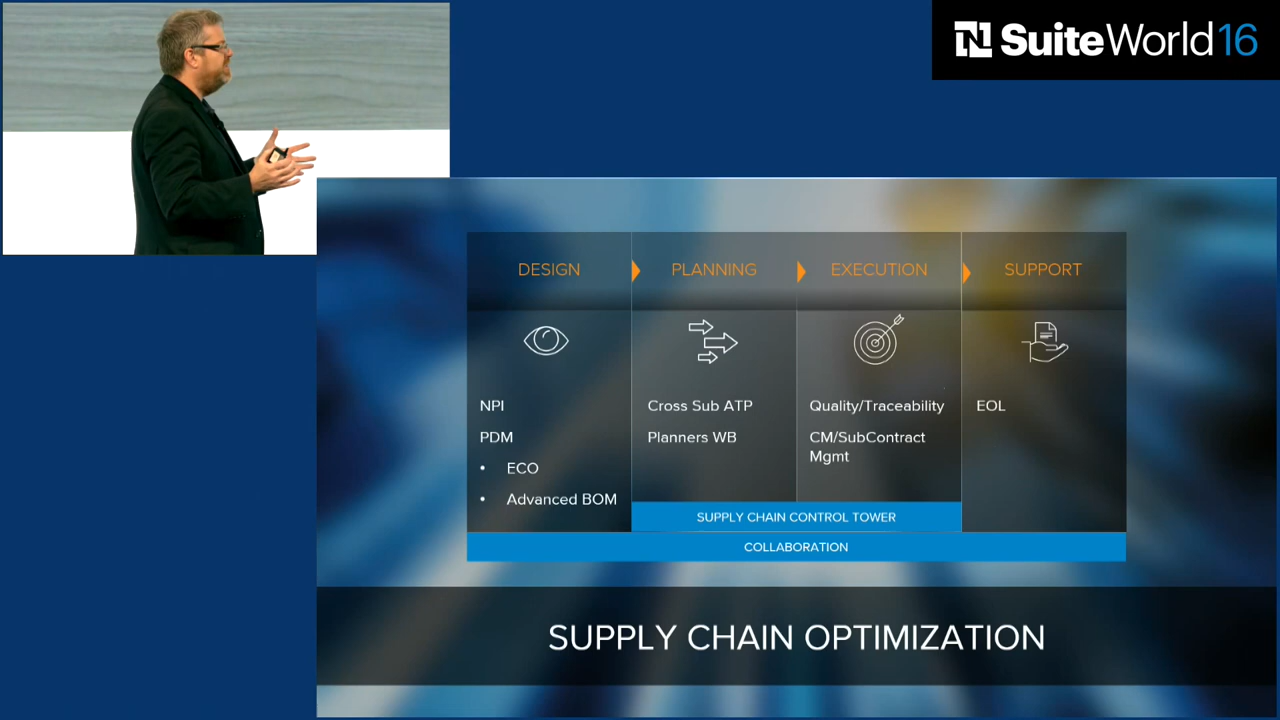 SuiteWorld16
DESIGN
PLANNING
EXECUTION
SUPPORT
NPI
PDM
• ECO
• Advanced BOM
Cross Sub ATP
Planners WB
Quality/Traceability
CM/SubContract
Mgmt
EOL
SUPPLY CHAIN CONTROL TOWER
COLLABORATION
SUPPLY CHAIN OPTIMIZATION